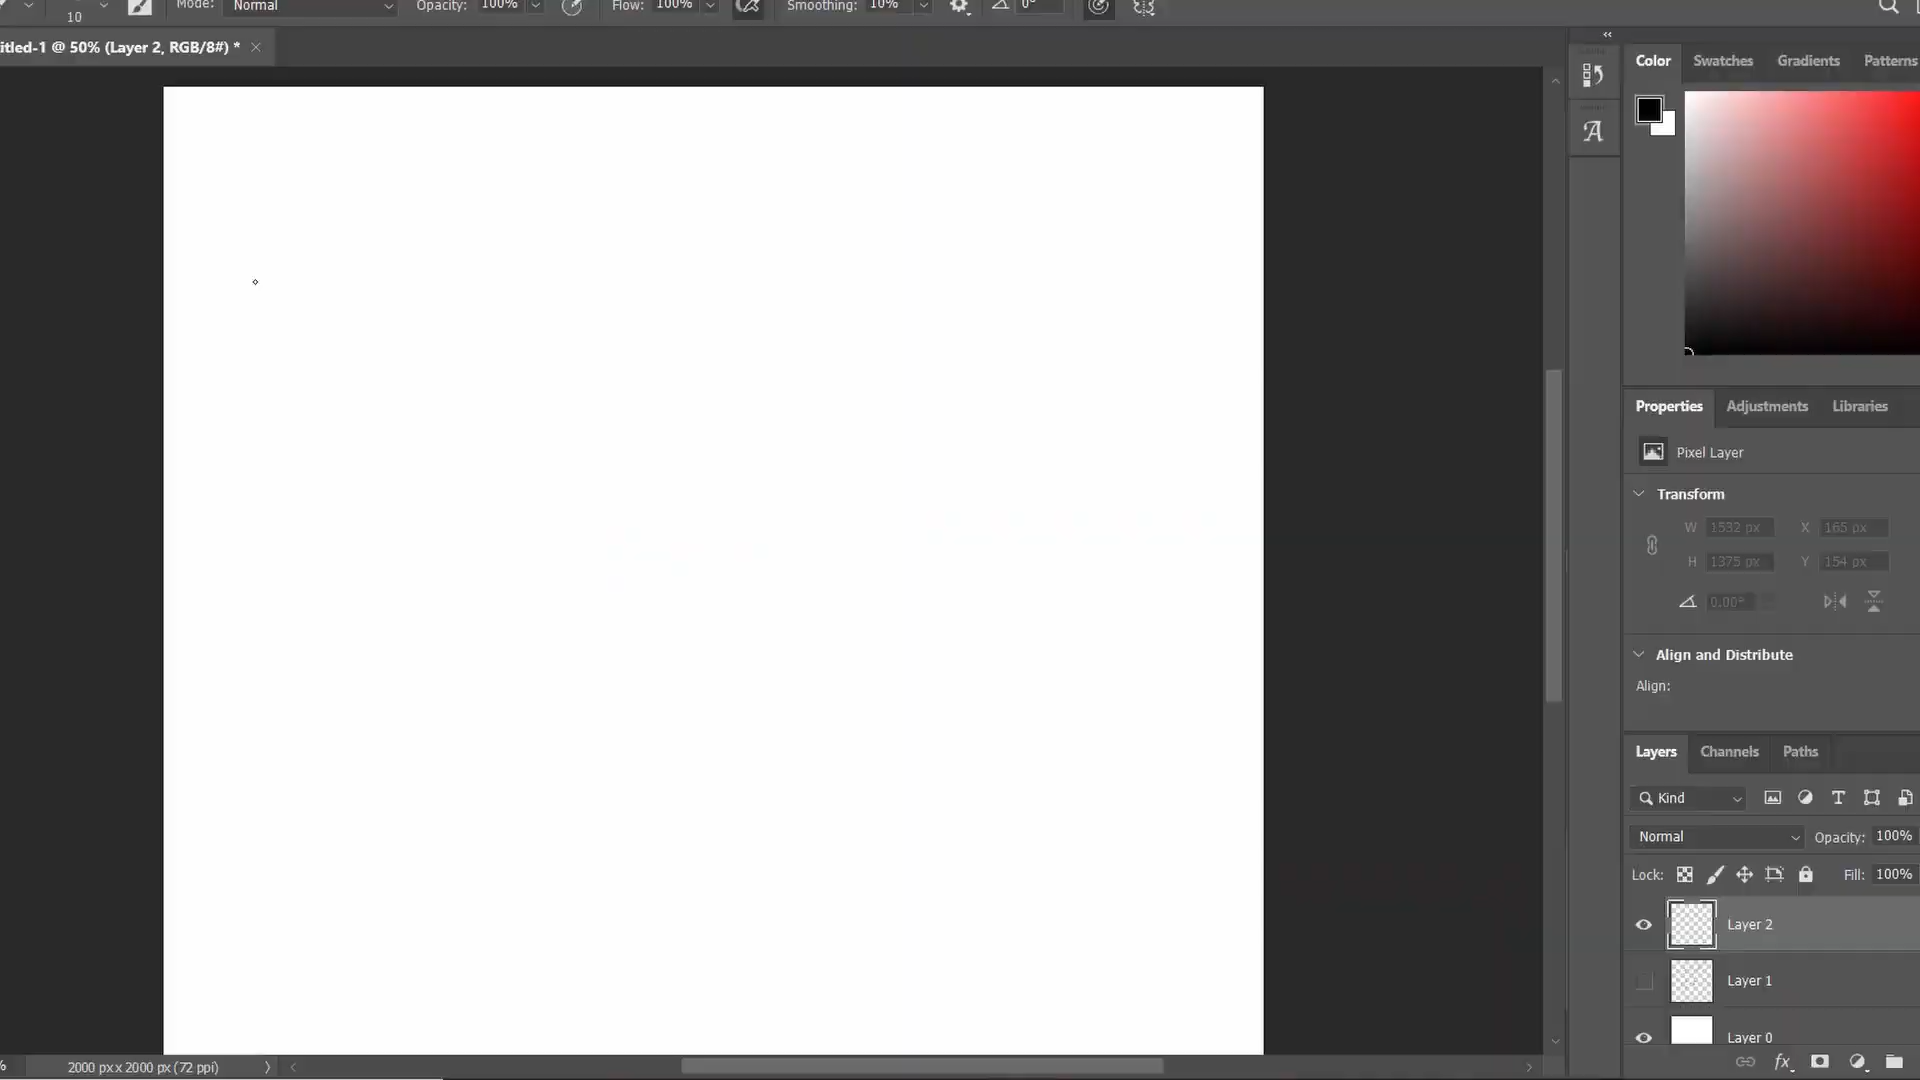 10
Mode: Normal Opacity: 100% Flow: 100% Smoothing: 10% 0°
itled-1 @ 50% (Layer 2, RGB/8#) *
Color Swatches Gradients Patterns
A
Properties Adjustments Libraries
Pixel Layer
Transform
W 1532 px X 165 px
H 1375 px Y 154 px
0.00°
Align and Distribute
Align:
Layers Channels Paths
Kind
Normal Opacity: 100%
Lock: Fill: 100%
Layer 2
Layer 1
Layer 0
% 2000 px x 2000 px (72 ppi)
fx